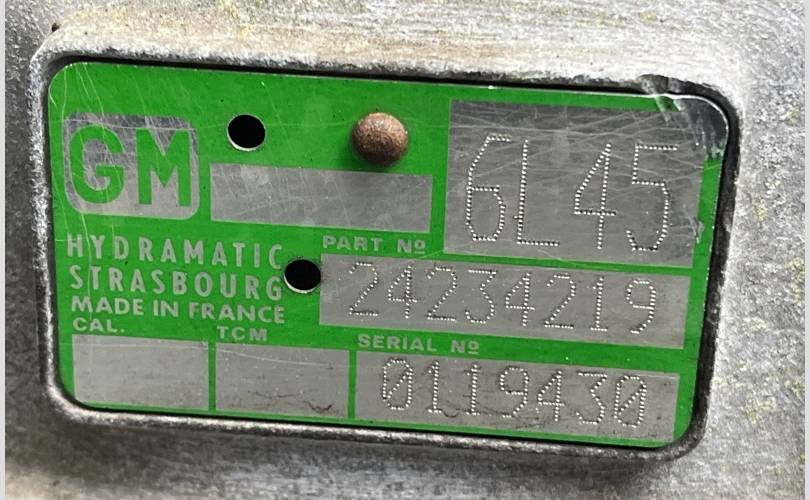 GM
6L45
HYDRAMATIC
STRASBOURG
MADE IN FRANCE
PART Nº
24234219
CAL.
TCM
SERIAL Nº
0119430